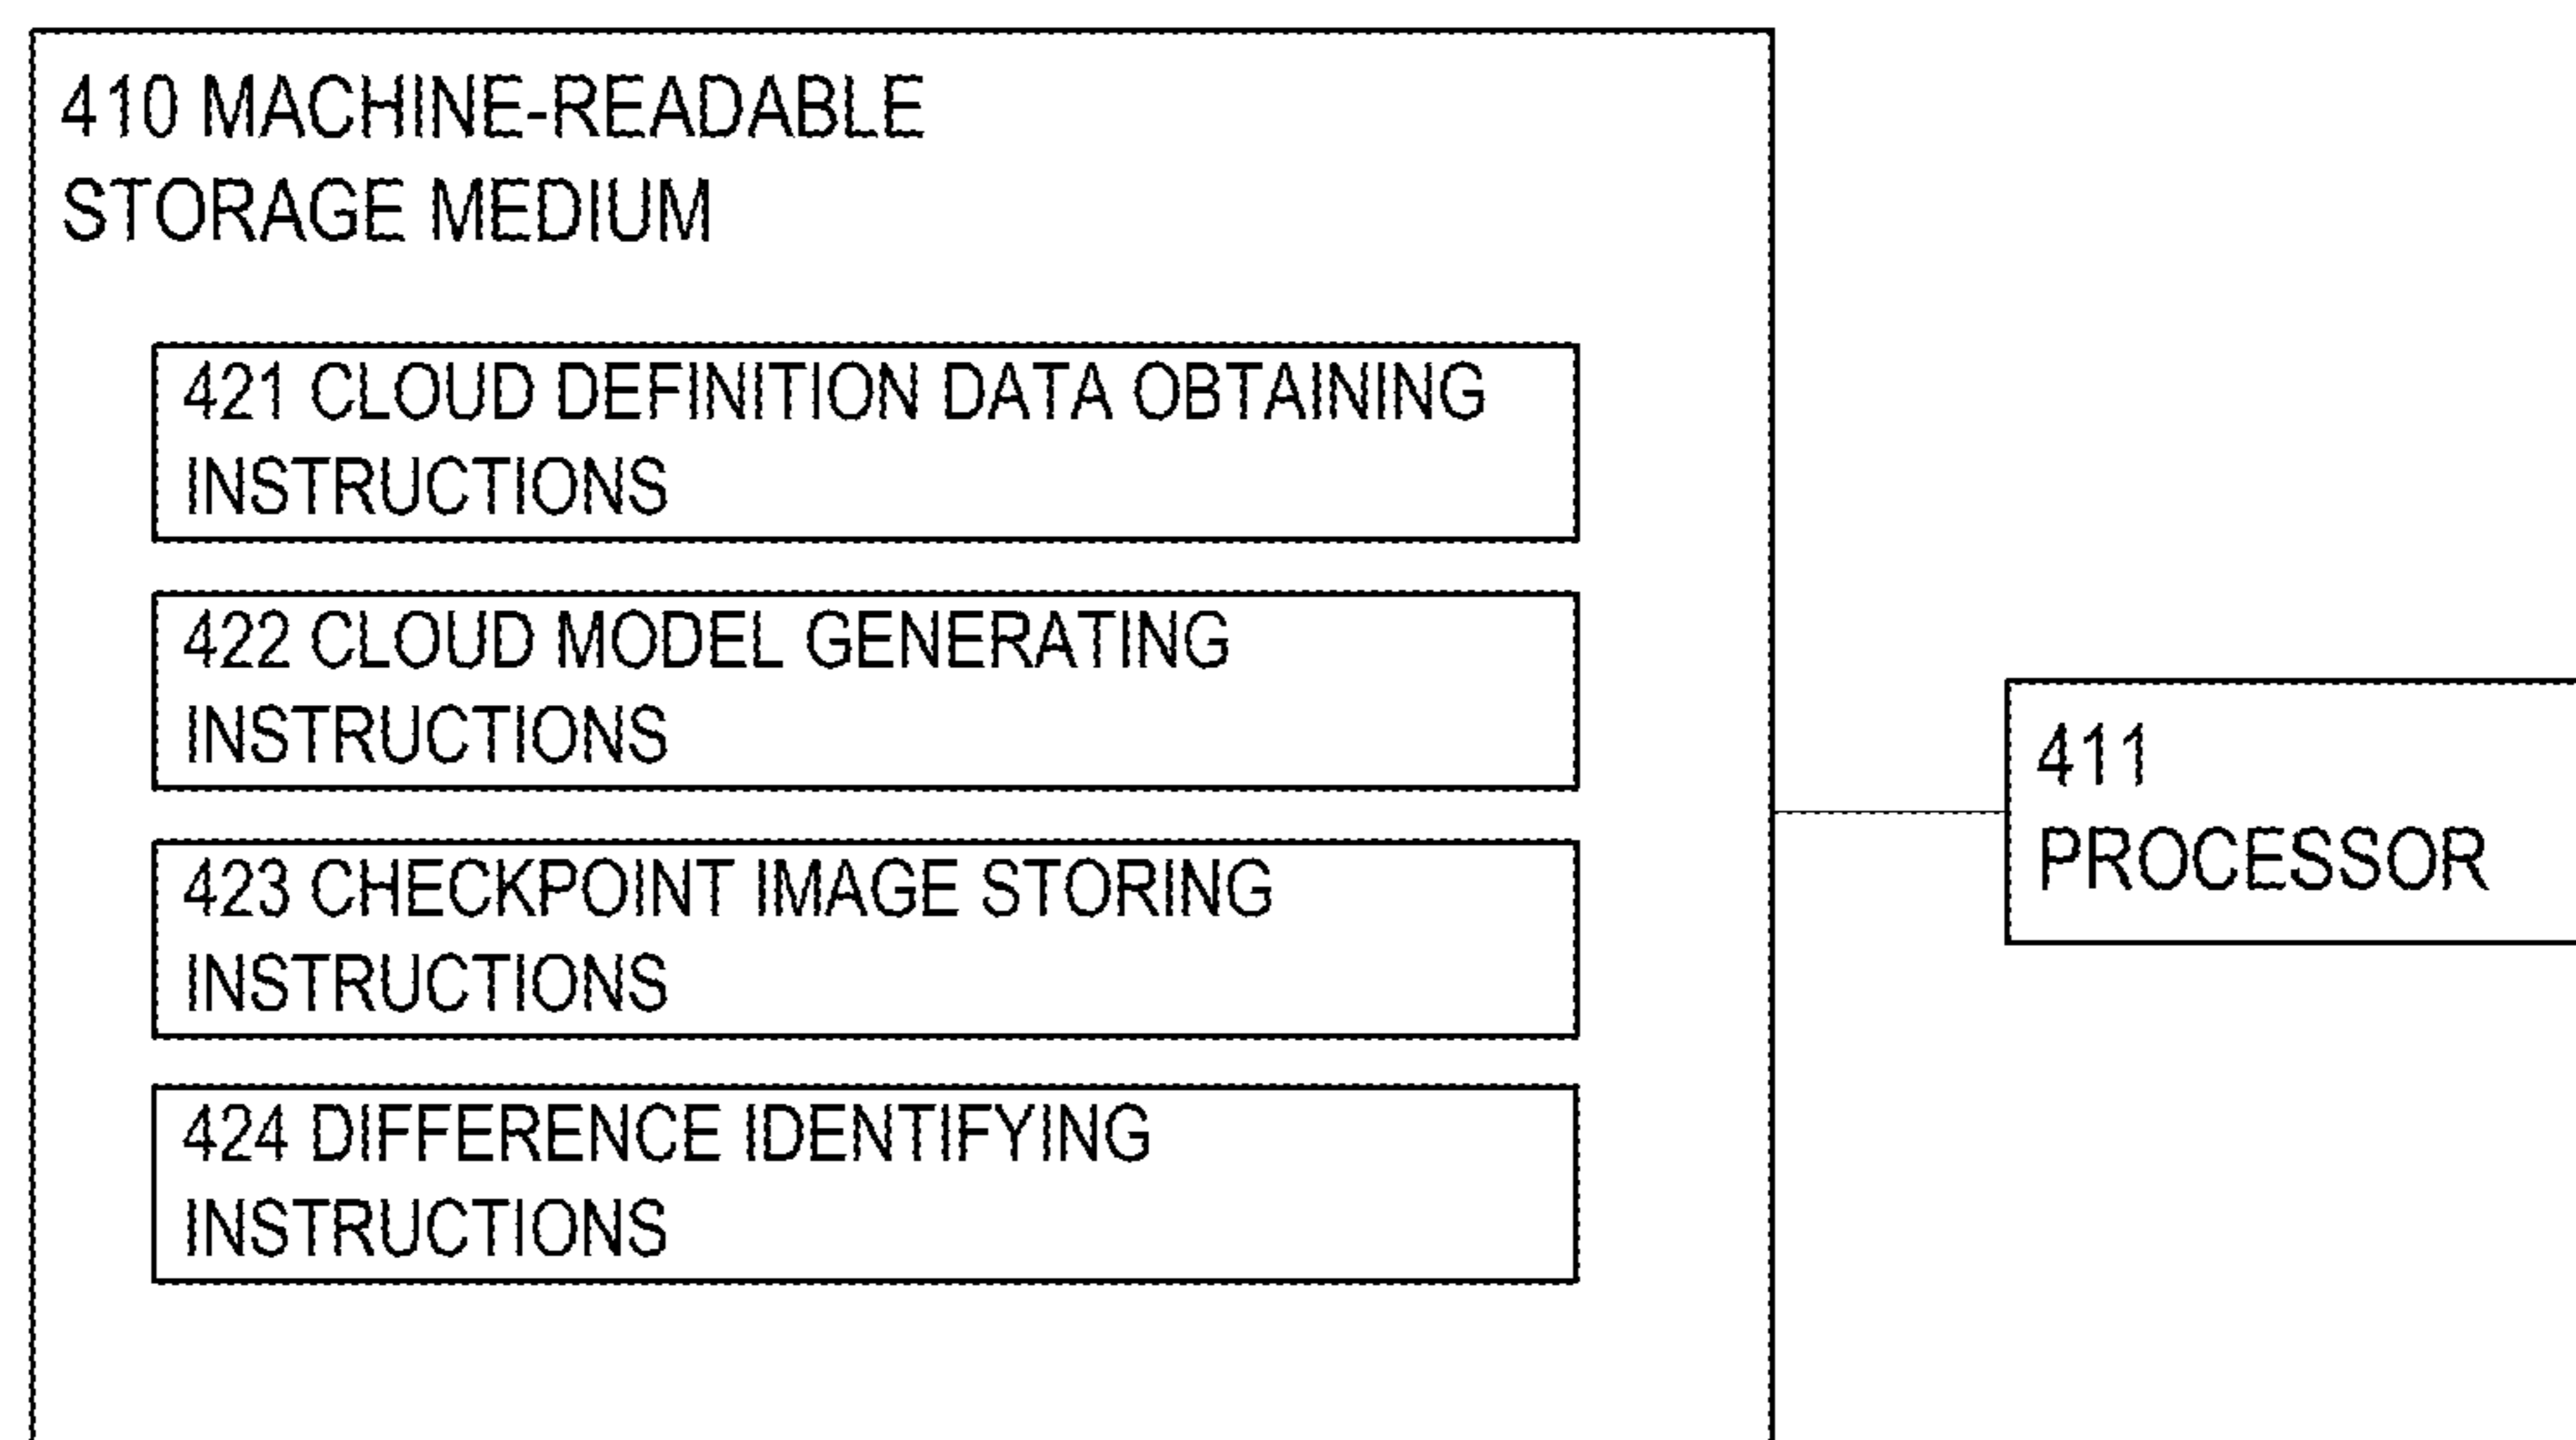 410 MACHINE-READABLE
STORAGE MEDIUM
421 CLOUD DEFINITION DATA OBTAINING
INSTRUCTIONS
422 CLOUD MODEL GENERATING
INSTRUCTIONS
423 CHECKPOINT IMAGE STORING
INSTRUCTIONS
424 DIFFERENCE IDENTIFYING
INSTRUCTIONS
411
PROCESSOR